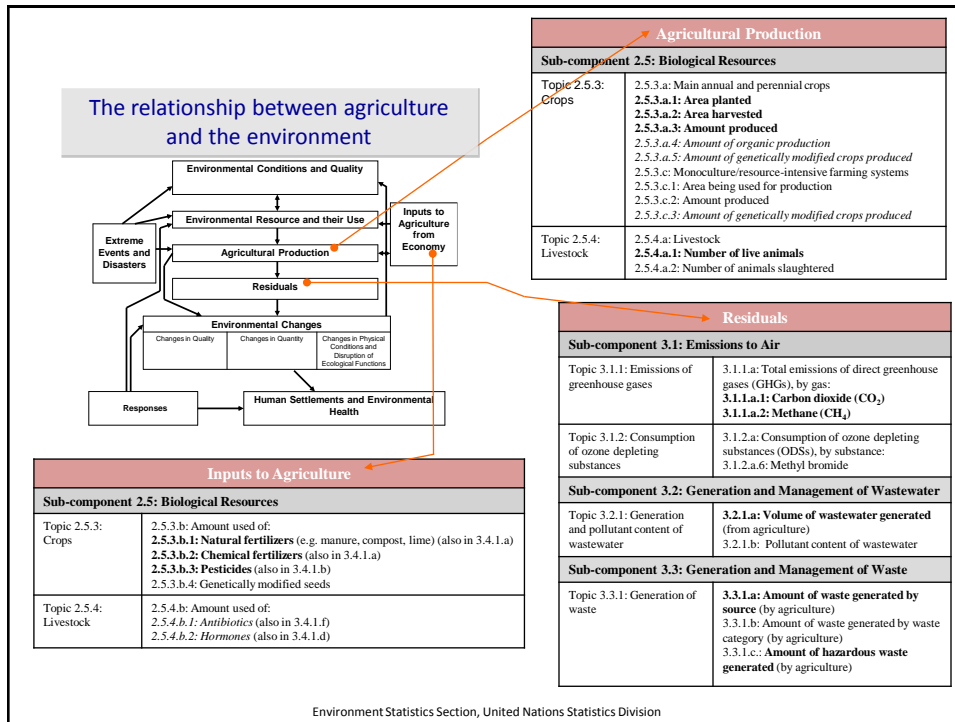 The relationship between agriculture
and the environment
Environmental Conditions and Quality
Environmental Resource and their Use
Agricultural Production
Residuals
Environmental Changes
Changes in Quality
Changes in Quantity
Changes in Physical
Conditions and
Disruption of
Ecological Functions
Extreme
Events and
Disasters
Inputs to
Agriculture
from
Economy
Responses
Human Settlements and Environmental
Health
Agricultural Production
Sub-component 2.5: Biological Resources
Topic 2.5.3:
Crops
2.5.3.a: Main annual and perennial crops
2.5.3.a.1: Area planted
2.5.3.a.2: Area harvested
2.5.3.a.3: Amount produced
2.5.3.a.4: Amount of organic production
2.5.3.a.5: Amount of genetically modified crops produced
2.5.3.c: Monoculture/resource-intensive farming systems
2.5.3.c.1: Area being used for production
2.5.3.c.2: Amount produced
2.5.3.c.3: Amount of genetically modified crops produced
Topic 2.5.4:
Livestock
2.5.4.a: Livestock
2.5.4.a.1: Number of live animals
2.5.4.a.2: Number of animals slaughtered
Residuals
Sub-component 3.1: Emissions to Air
Topic 3.1.1: Emissions of
greenhouse gases
3.1.1.a: Total emissions of direct greenhouse
gases (GHGs), by gas:
3.1.1.a.1: Carbon dioxide (CO2)
3.1.1.a.2: Methane (CH4)
Topic 3.1.2: Consumption
of ozone depleting
substances
3.1.2.a: Consumption of ozone depleting
substances (ODSs), by substance:
3.1.2.a.6: Methyl bromide
Sub-component 3.2: Generation and Management of Wastewater
Topic 3.2.1: Generation
and pollutant content of
wastewater
3.2.1.a: Volume of wastewater generated
(from agriculture)
3.2.1.b: Pollutant content of wastewater
Sub-component 3.3: Generation and Management of Waste
Topic 3.3.1: Generation of
waste
3.3.1.a: Amount of waste generated by
source (by agriculture)
3.3.1.b: Amount of waste generated by waste
category (by agriculture)
3.3.1.c.: Amount of hazardous waste
generated (by agriculture)
Inputs to Agriculture
Sub-component 2.5: Biological Resources
Topic 2.5.3:
Crops
2.5.3.b: Amount used of:
2.5.3.b.1: Natural fertilizers (e.g. manure, compost, lime) (also in 3.4.1.a)
2.5.3.b.2: Chemical fertilizers (also in 3.4.1.a)
2.5.3.b.3: Pesticides (also in 3.4.1.b)
2.5.3.b.4: Genetically modified seeds
Topic 2.5.4:
Livestock
2.5.4.b: Amount used of:
2.5.4.b.1: Antibiotics (also in 3.4.1.f)
2.5.4.b.2: Hormones (also in 3.4.1.d)
Environment Statistics Section, United Nations Statistics Division